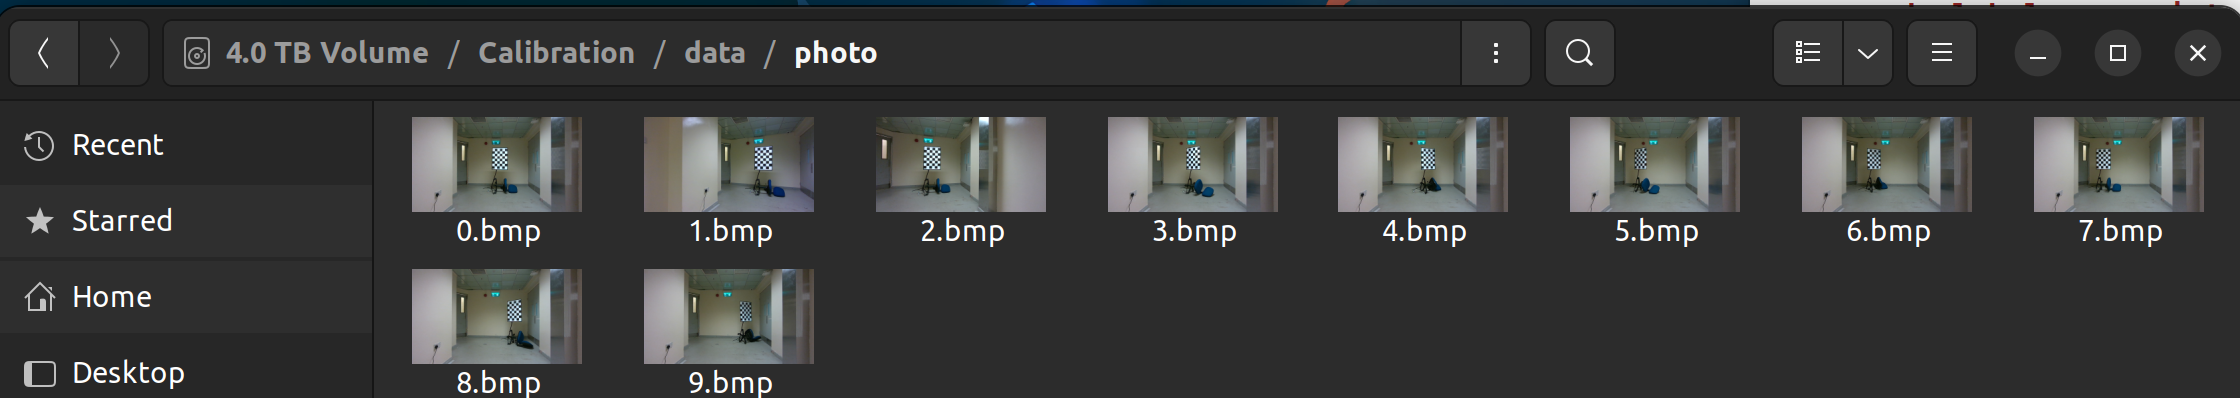 4.0 TB Volume / Calibration / data / photo
Recent
Starred
Home
Desktop
0.bmp 1.bmp 2.bmp 3.bmp 4.bmp 5.bmp 6.bmp 7.bmp
8.bmp 9.bmp